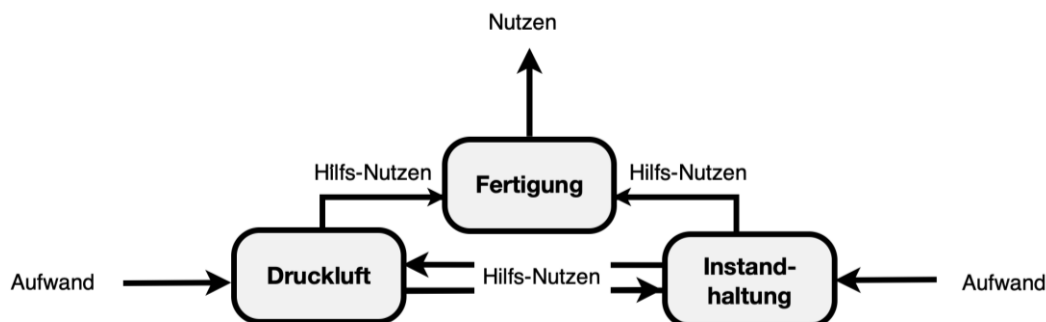 Nutzen
Hilfs-Nutzen
Fertigung
Hilfs-Nutzen
Aufwand
Druckluft
Hilfs-Nutzen
Instand-
haltung
Aufwand